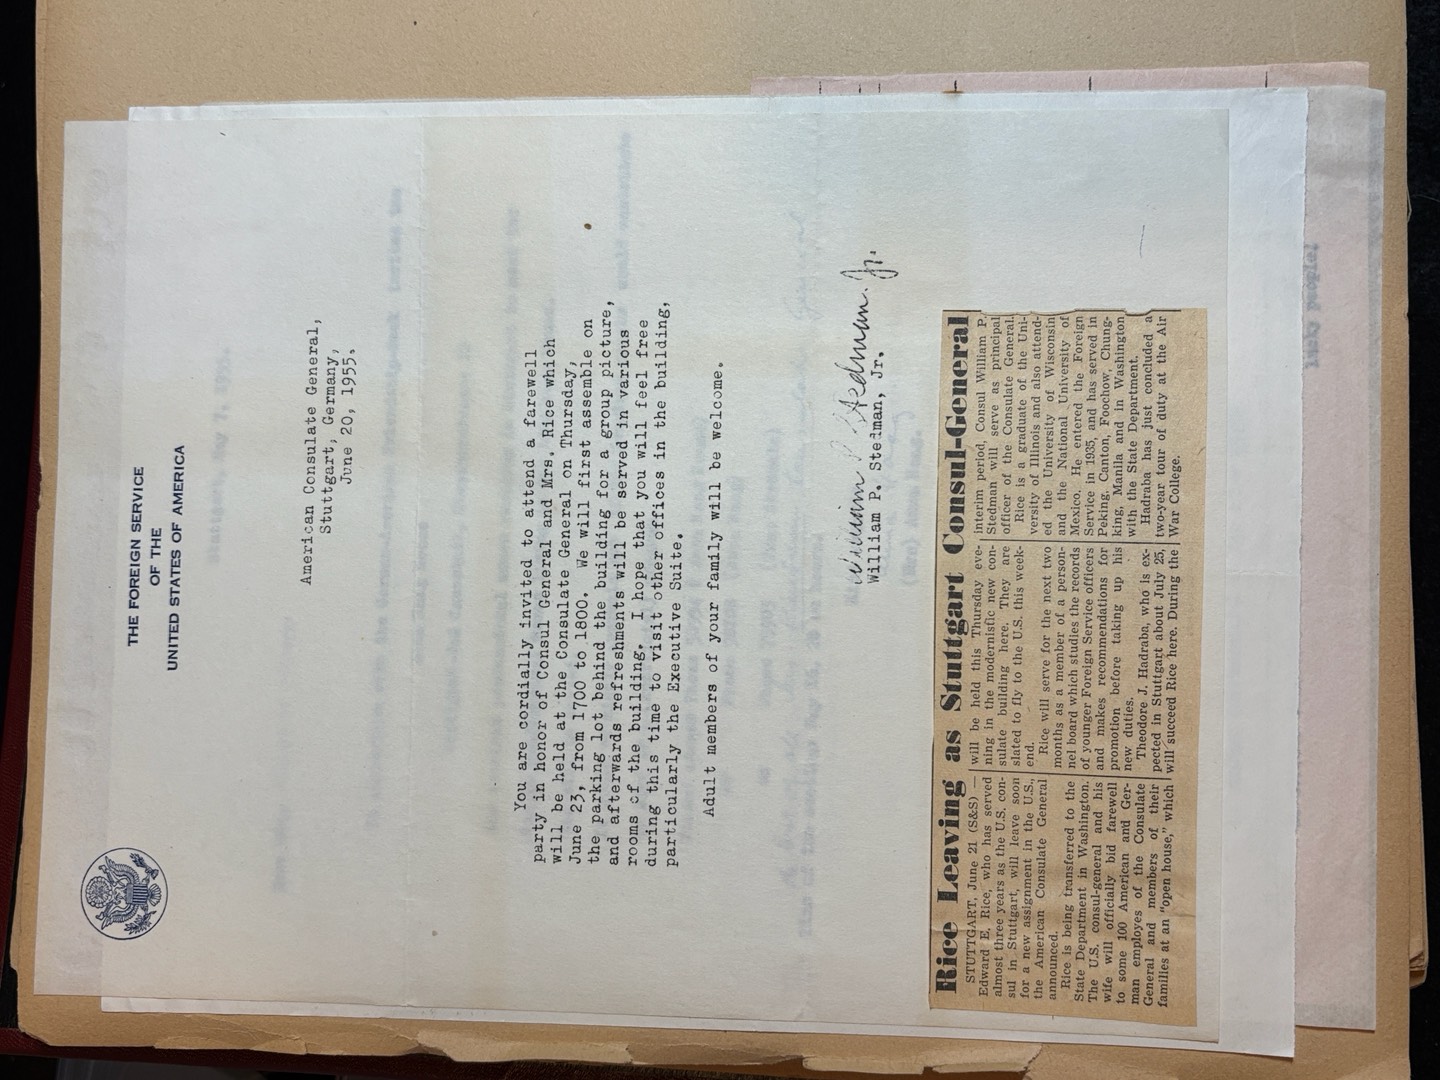 THE FOREIGN SERVICE
OF THE
UNITED STATES OF AMERICA
American Consulate General,
Stuttgart, Germany,
June 20, 1955.
You are cordially invited to attend a farewell
party in honor of Consul General and Mrs. Rice which
will be held at the Consulate General on Thursday,
June 23, from 1700 to 1800. We will first assemble on
the parking lot behind the building for a group picture,
and afterwards refreshments will be served in various
rooms of the building. I hope that you will feel free
during this time to visit other offices in the building,
particularly the Executive Suite.
Adult members of your family will be welcome.
William P. Stedman. Jr.
William P. Stedman, Jr.
Rice Leaving as Stuttgart Consul-General
STUTTGART, June 21 (S&S) —
Edward E. Rice, who has served
almost three years as the U.S. con-
sul in Stuttgart, will leave soon
for a new assignment in the U.S.,
the American Consulate General
announced.
Rice is being transferred to the
State Department in Washington.
The U.S. consul-general and his
wife will officially bid farewell
to some 100 American and Ger-
man employes of the Consulate
General and members of their
families at an "open house," which
will be held this Thursday eve-
ning in the modernistic new con-
sulate building here. They are
slated to fly to the U.S. this week-
end.
Rice will serve for the next two
months as a member of a person-
nel board which studies the records
of younger Foreign Service officers
and makes recommendations for
promotion before taking up his
new duties.
Theodore J. Hadraba, who is ex-
pected in Stuttgart about July 25,
will succeed Rice here. During the
interim period, Consul William P.
Stedman will serve as principal
officer of the Consulate General.
Rice is a graduate of the Uni-
versity of Illinois and also attend-
ed the University of Wisconsin
and the National University of
Mexico. He entered the Foreign
Service in 1935, and has served in
Peking, Canton, Foochow, Chung-
king, Manila and in Washington
with the State Department.
Hadraba has just concluded a
two-year tour of duty at the Air
War College.